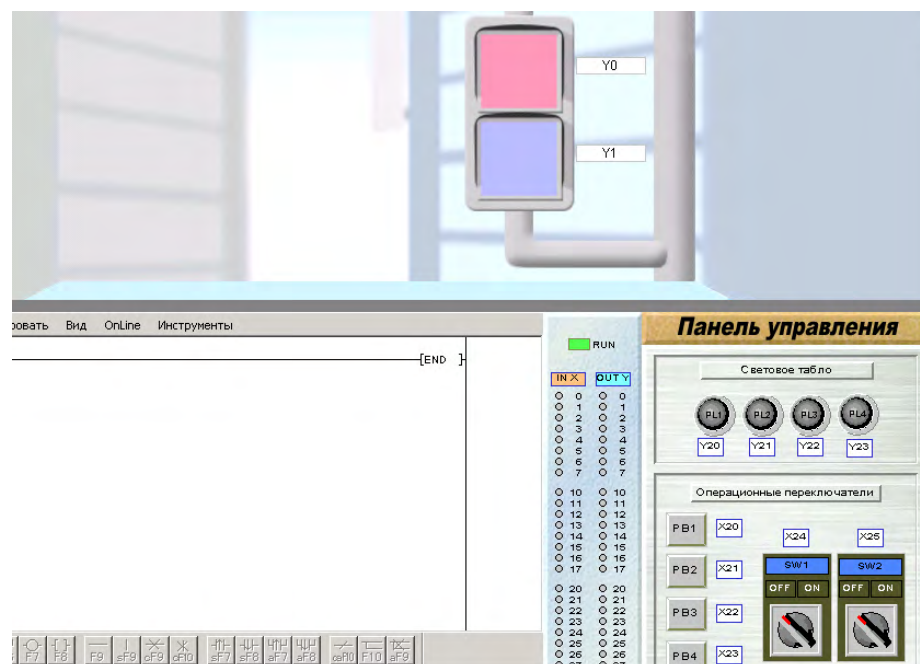 Y0
Y1
ровать Вид OnLine Инструменты
END
RUN
IN X OUT Y
0 0
1 1
2 2
3 3
4 4
5 5
6 6
7 7
10 10
11 11
12 12
13 13
14 14
15 15
16 16
17 17
20 20
21 21
22 22
23 23
24 24
25 25
26 26
27 27
Панель управления
Световое табло
PL1 PL2 PL3 PL4
Y20 Y21 Y22 Y23
Операционные переключатели
PB1 X20
X24 X25
PB2 X21
SW1 SW2
OFF ON OFF ON
PB3 X22
PB4 X23
F7 F8 F9 sF9 cF9 cF10 sF7 sF8 aF7 aF8 caF10 F10 aF9